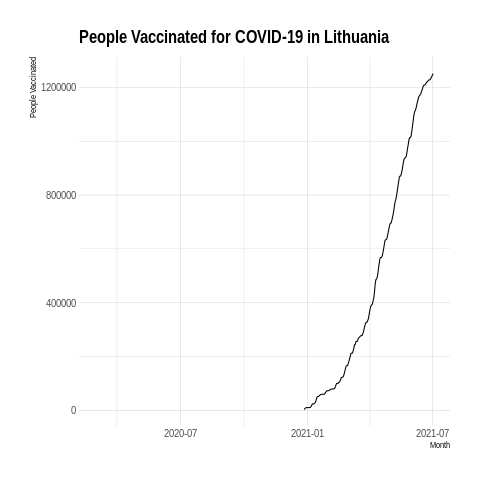 People Vaccinated for COVID-19 in Lithuania
People Vaccinated
1200000
800000
400000
0
2020-07
2021-01
2021-07
Month